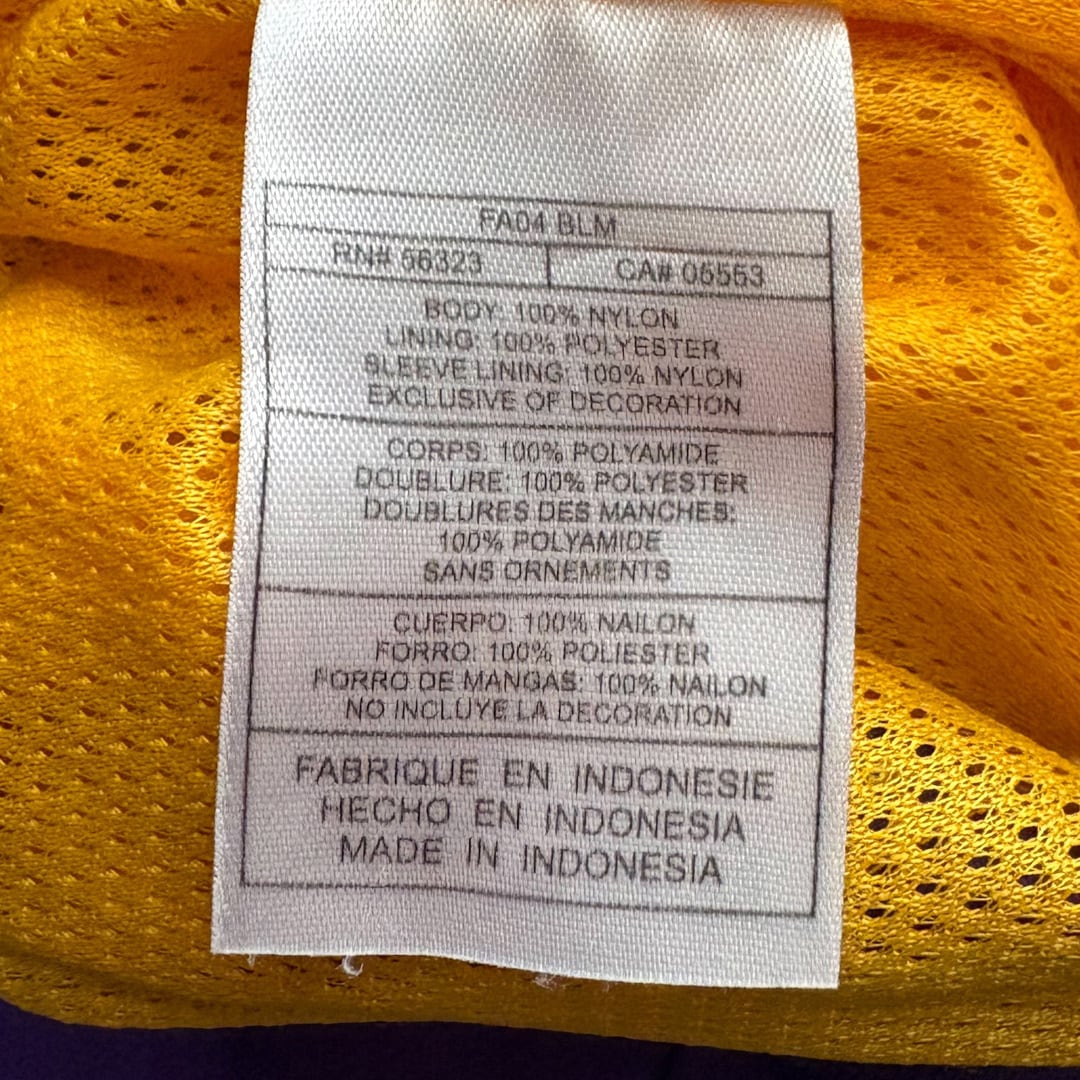 FA04 BLM
RN# 56323 CA# 05553
BODY: 100% NYLON
LINING: 100% POLYESTER
SLEEVE LINING: 100% NYLON
EXCLUSIVE OF DECORATION
CORPS: 100% POLYAMIDE
DOUBLURE: 100% POLYESTER
DOUBLURES DES MANCHES:
100% POLYAMIDE
SANS ORNEMENTS
CUERPO: 100% NAILON
FORRO: 100% POLIESTER
FORRO DE MANGAS: 100% NAILON
NO INCLUYE LA DECORATION
FABRIQUE EN INDONESIE
HECHO EN INDONESIA
MADE IN INDONESIA